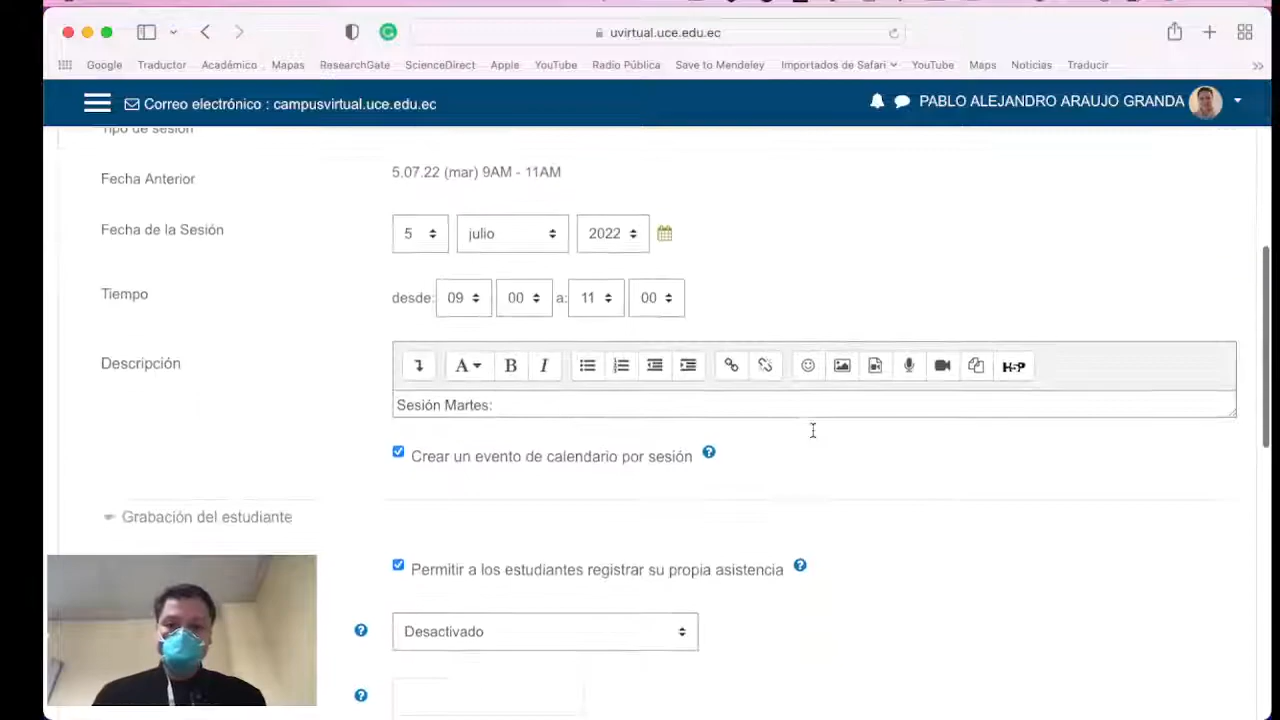 uvirtual.uce.edu.ec
Google Traductor Académico Mapas ResearchGate ScienceDirect Apple YouTube Radio Pública Save to Mendeley Importados de Safari YouTube Maps Noticias Traducir
Correo electrónico : campusvirtual.uce.edu.ec
PABLO ALEJANDRO ARAUJO GRANDA
Tipo de sesión
Fecha Anterior 5.07.22 (mar) 9AM - 11AM
Fecha de la Sesión 5 julio 2022
Tiempo desde: 09 00 a: 11 00
Descripción A B I H-P
Sesión Martes:
Crear un evento de calendario por sesión
Grabación del estudiante
Permitir a los estudiantes registrar su propia asistencia
Desactivado